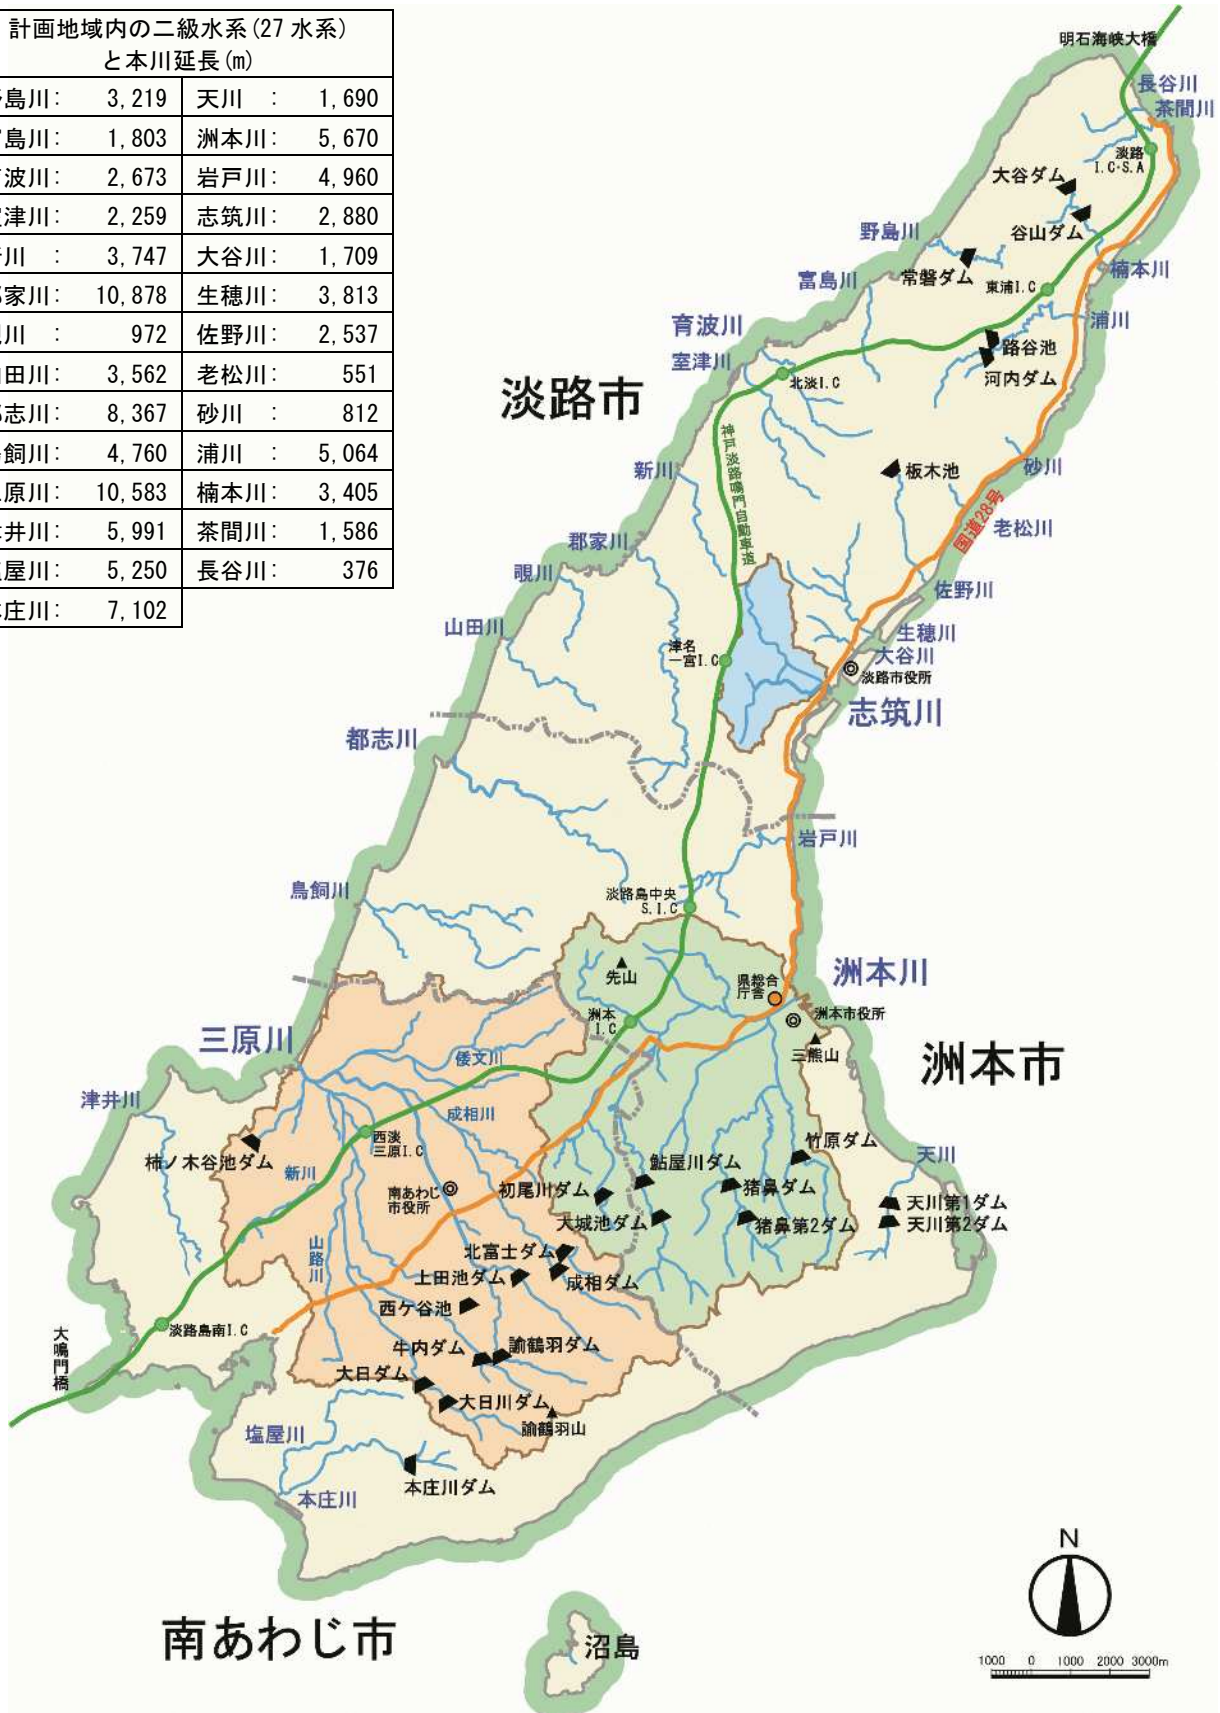 計画地域内の二級水系(27水系)
と本川延長(m)
島川: 3,219 天川 : 1,690
島川: 1,803 洲本川: 5,670
波川: 2,673 岩戸川: 4,960
津川: 2,259 志筑川: 2,880
川 : 3,747 大谷川: 1,709
家川: 10,878 生穂川: 3,813
川 : 972 佐野川: 2,537
田川: 3,562 老松川: 551
志川: 8,367 砂川 : 812
飼川: 4,760 浦川 : 5,064
原川: 10,583 楠本川: 3,405
井川: 5,991 茶間川: 1,586
屋川: 5,250 長谷川: 376
庄川: 7,102
明石海峡大橋
長谷川
茶間川
淡路
I.C・S.A
大谷ダム
谷山ダム
野島川
常磐ダム
東浦I.C
楠本川
富島川
浦川
育波川
室津川
路谷池
河内ダム
北淡I.C
淡路市
神戸淡路鳴門自動車道
新川
板木池
砂川
国道28号
老松川
郡家川
覗川
佐野川
山田川
生穂川
大谷川
津名
一宮I.C
淡路市役所
志筑川
都志川
岩戸川
鳥飼川
淡路島中央
S.I.C
先山
県総合
庁舎
洲本川
洲本
I.C
洲本市役所
三熊山
洲本市
三原川
倭文川
津井川
成相川
西淡
三原I.C
柿ノ木谷池ダム
新川
竹原ダム
天川
鮎屋川ダム
南あわじ
市役所
初尾川ダム
猪鼻ダム
天川第1ダム
大城池ダム
猪鼻第2ダム
天川第2ダム
山路川
北富士ダム
上田池ダム
成相ダム
西ケ谷池
淡路島南I.C
大鳴門橋
牛内ダム
諭鶴羽ダム
大日ダム
大日川ダム
諭鶴羽山
塩屋川
本庄川ダム
本庄川
南あわじ市
沼島
N
1000 0 1000 2000 3000m